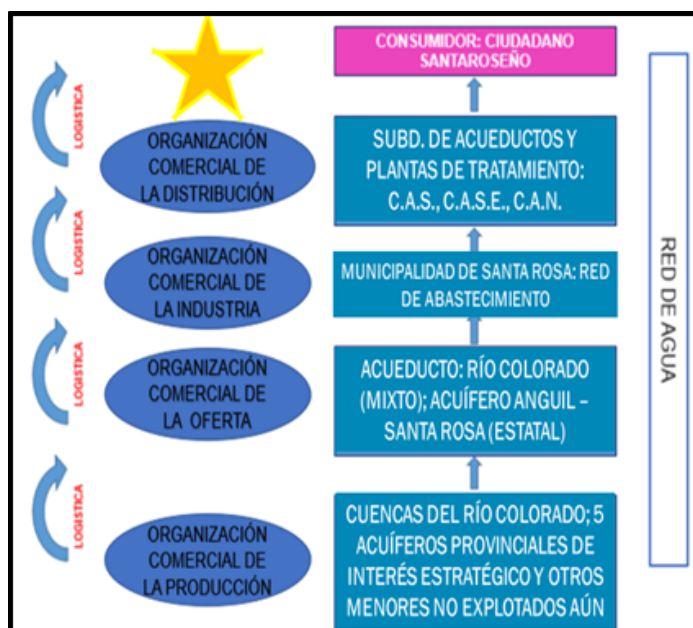 CONSUMIDOR: CIUDADANO
SANTAROSEÑO
LOGISTICA
ORGANIZACIÓN
COMERCIAL DE
LA DISTRIBUCIÓN
SUBD. DE ACUEDUCTOS Y
PLANTAS DE TRATAMIENTO:
C.A.S., C.A.S.E., C.A.N.
LOGISTICA
ORGANIZACIÓN
COMERCIAL DE
LA INDUSTRIA
MUNICIPALIDAD DE SANTA ROSA: RED
DE ABASTECIMIENTO
LOGISTICA
ORGANIZACIÓN
COMERCIAL DE
LA OFERTA
ACUEDUCTO: RÍO COLORADO
(MIXTO); ACUÍFERO ANGUIL –
SANTA ROSA (ESTATAL)
LOGISTICA
ORGANIZACIÓN
COMERCIAL DE
LA PRODUCCIÓN
CUENCAS DEL RÍO COLORADO; 5
ACUÍFEROS PROVINCIALES DE
INTERÉS ESTRATÉGICO Y OTROS
MENORES NO EXPLOTADOS AÚN
RED DE AGUA